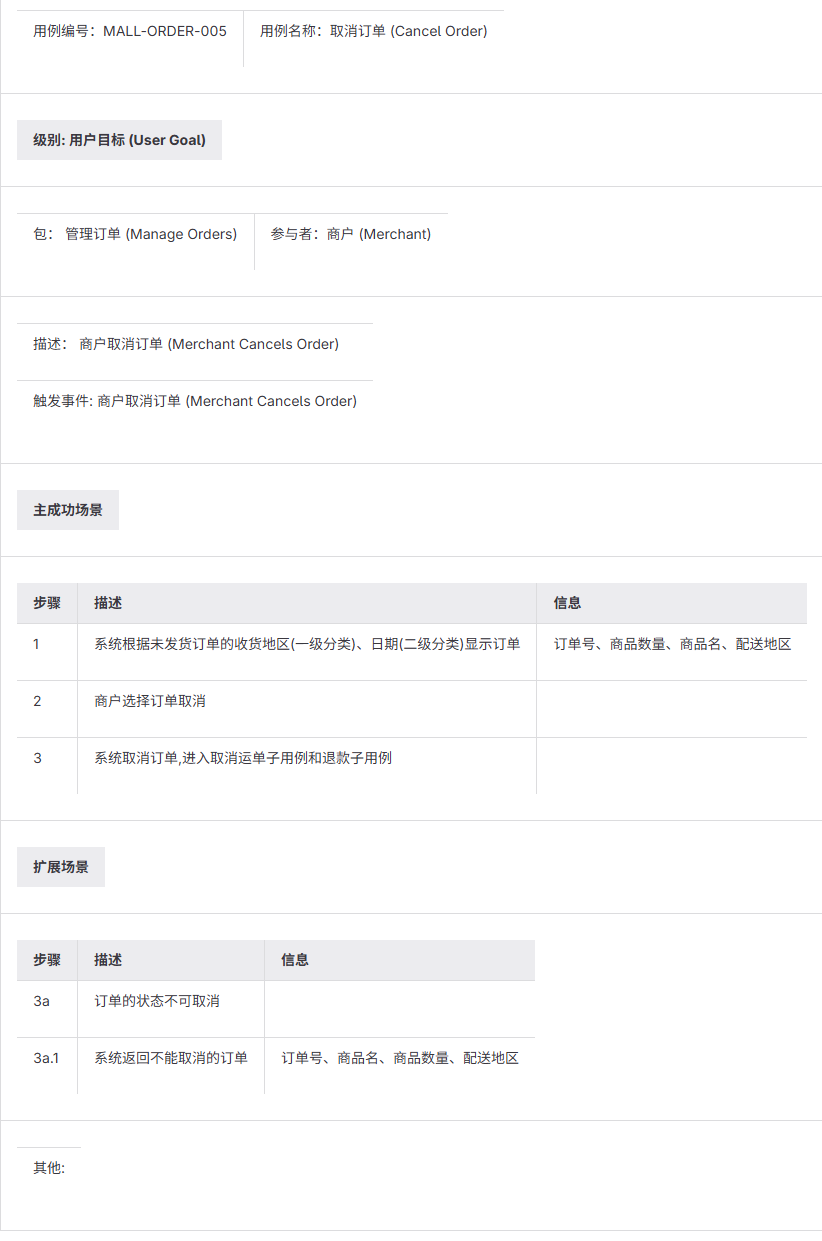 用例编号：MALL-ORDER-005 用例名称：取消订单 (Cancel Order)
级别: 用户目标 (User Goal)
包： 管理订单 (Manage Orders) 参与者：商户 (Merchant)
描述： 商户取消订单 (Merchant Cancels Order)
触发事件: 商户取消订单 (Merchant Cancels Order)
主成功场景
步骤 描述 信息
1 系统根据未发货订单的收货地区(一级分类)、日期(二级分类)显示订单 订单号、商品数量、商品名、配送地区
2 商户选择订单取消
3 系统取消订单,进入取消运单子用例和退款子用例
扩展场景
步骤 描述 信息
3a 订单的状态不可取消
3a.1 系统返回不能取消的订单 订单号、商品名、商品数量、配送地区
其他: